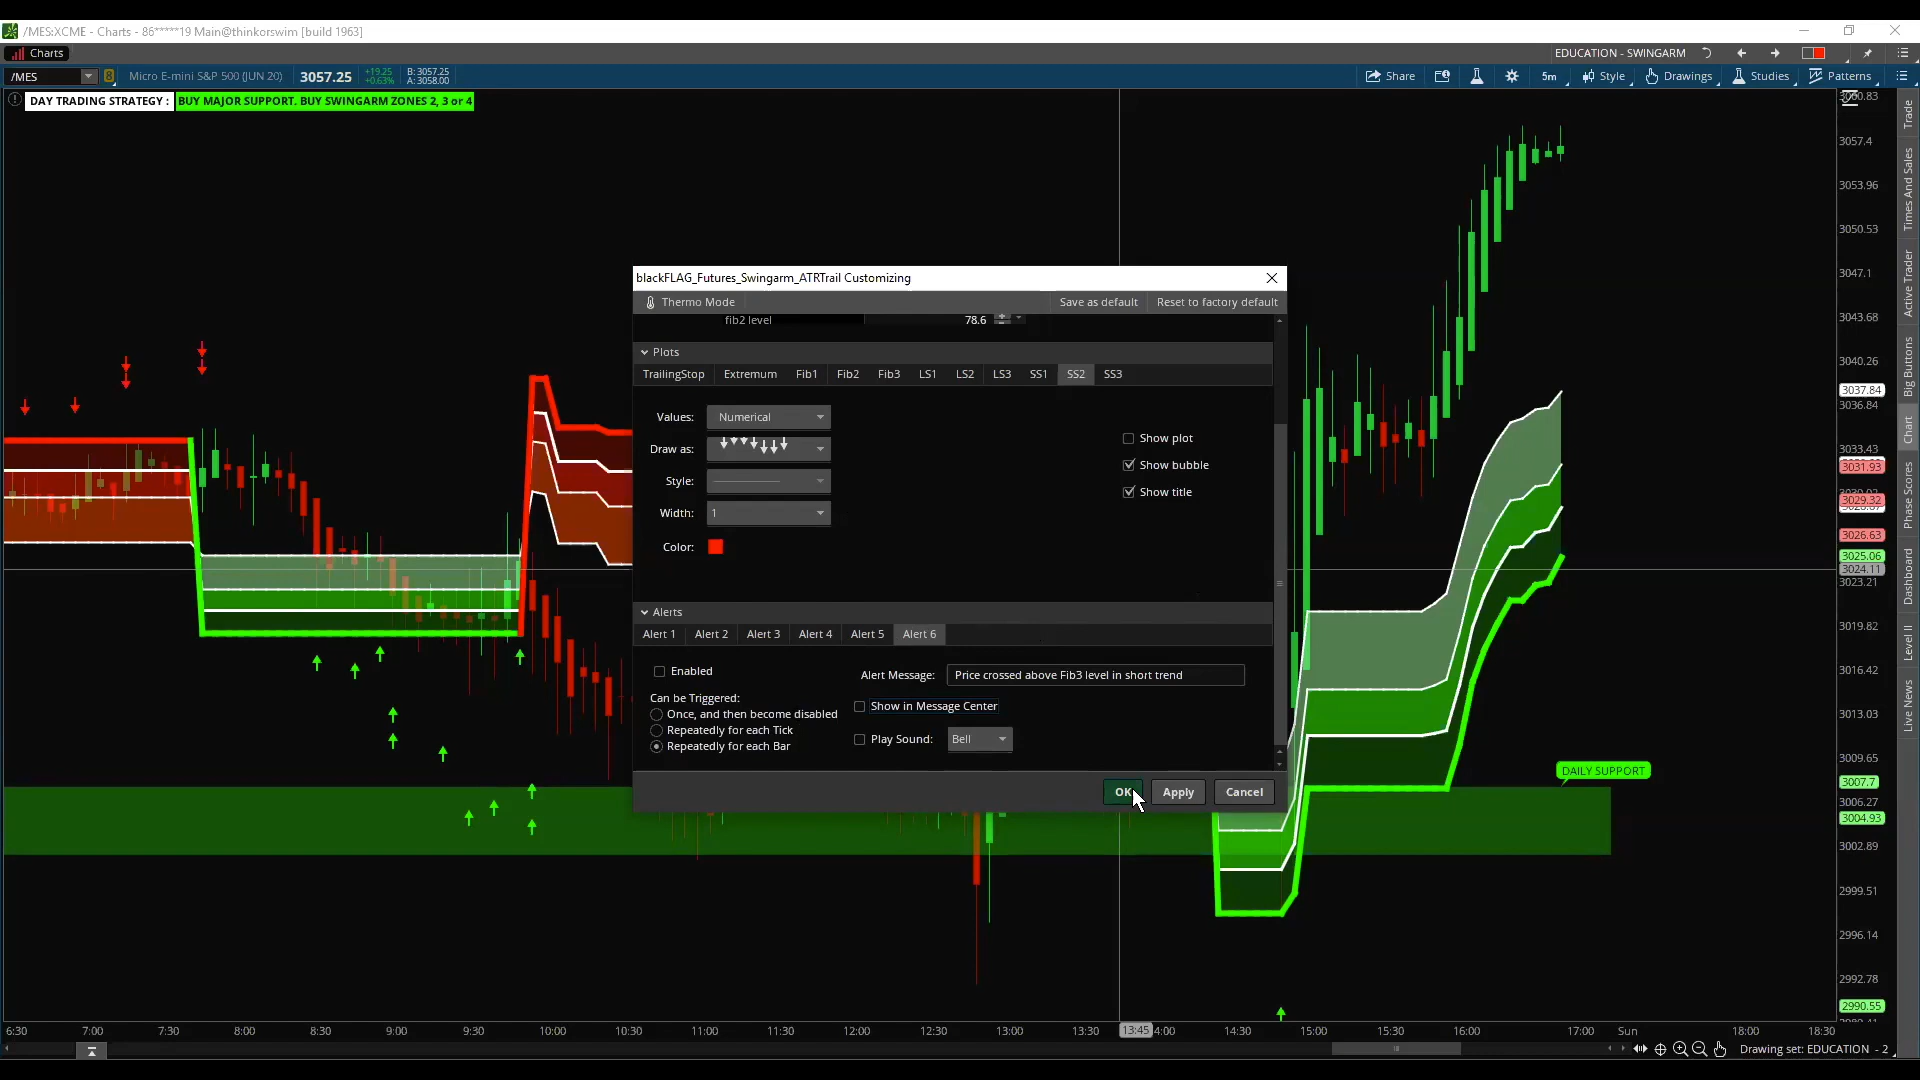 /MES:XCME - Charts - 86*****19 Main@thinkorswim [build 1963]
Charts
EDUCATION - SWINGARM
/MES
8
Micro E-mini S&P 500 (JUN 20)
3057.25
+19.25
+0.63%
B: 3057.25
A: 3058.00
Share
5m
Style
Drawings
Studies
Patterns
DAY TRADING STRATEGY :
BUY MAJOR SUPPORT. BUY SWINGARM ZONES 2, 3 or 4
blackFLAG_Futures_Swingarm_ATRTrail Customizing
Thermo Mode
Save as default
Reset to factory default
fib2 level
78.6
Plots
TrailingStop
Extremum
Fib1
Fib2
Fib3
LS1
LS2
LS3
SS1
SS2
SS3
Values:
Numerical
Draw as:
Style:
Width:
1
Color:
Show plot
Show bubble
Show title
Alerts
Alert 1
Alert 2
Alert 3
Alert 4
Alert 5
Alert 6
Enabled
Can be Triggered:
Once, and then become disabled
Repeatedly for each Tick
Repeatedly for each Bar
Alert Message:
Price crossed above Fib3 level in short trend
Show in Message Center
Play Sound:
Bell
OK
Apply
Cancel
DAILY SUPPORT
3060.83
3057.4
3053.96
3050.53
3047.1
3043.68
3040.26
3037.84
3036.84
3033.43
3031.93
3029.32
3026.63
3025.06
3024.11
3023.21
3019.82
3016.42
3013.03
3009.65
3007.7
3006.27
3004.93
3002.89
2999.51
2996.14
2992.78
2990.55
Trade
Times And Sales
Active Trader
Big Buttons
Chart
Phase Scores
Dashboard
Level II
Live News
6:30
7:00
7:30
8:00
8:30
9:00
9:30
10:00
10:30
11:00
11:30
12:00
12:30
13:00
13:30
13:45
14:30
15:00
15:30
16:00
17:00
Sun
18:00
18:30
Drawing set: EDUCATION - 2